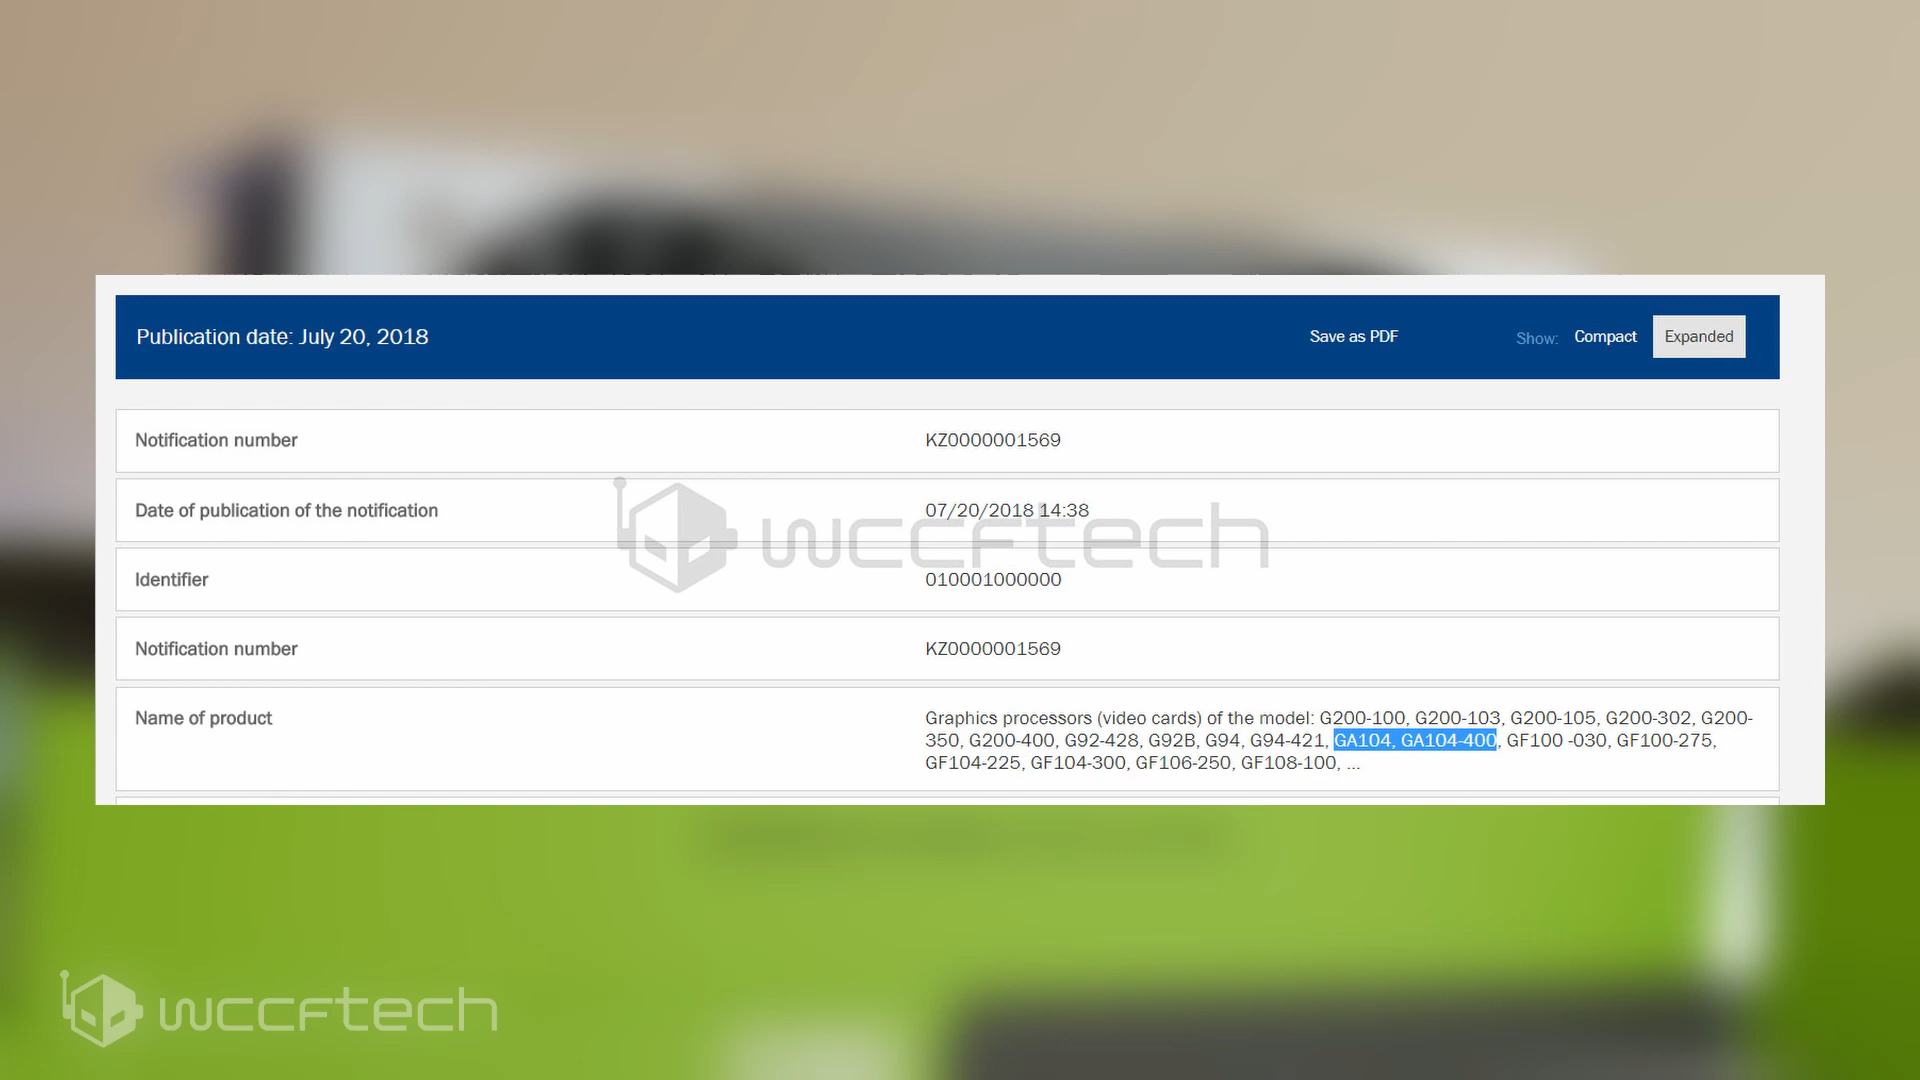 Publication date: July 20, 2018
Save as PDF
Show: Compact Expanded
Notification number KZ0000001569
Date of publication of the notification 07/20/2018 14:38
wccftech
Identifier 010001000000
Notification number KZ0000001569
Name of product Graphics processors (video cards) of the model: G200-100, G200-103, G200-105, G200-302, G200-
350, G200-400, G92-428, G92B, G94, G94-421, GA104, GA104-400, GF100 -030, GF100-275,
GF104-225, GF104-300, GF106-250, GF108-100, ...
wccftech